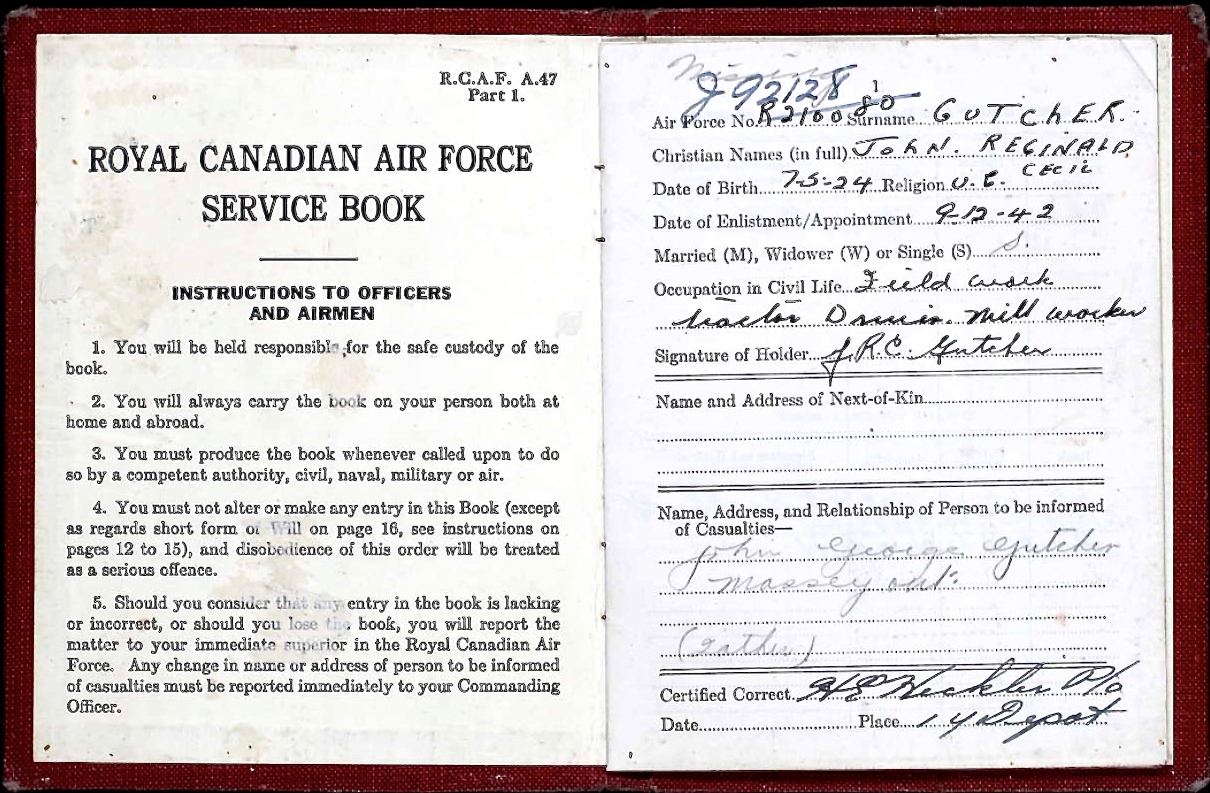 R.C.A.F. A.47
Part 1.
ROYAL CANADIAN AIR FORCE
SERVICE BOOK
INSTRUCTIONS TO OFFICERS
AND AIRMEN
1. You will be held responsible for the safe custody of the
book.
2. You will always carry the book on your person both at
home and abroad.
3. You must produce the book whenever called upon to do
so by a competent authority, civil, naval, military or air.
4. You must not alter or make any entry in this Book (except
as regards short form of Will on page 16, see instructions on
pages 12 to 15), and disobedience of this order will be treated
as a serious offence.
5. Should you consider that any entry in the book is lacking
or incorrect, or should you lose the book, you will report the
matter to your immediate superior in the Royal Canadian Air
Force. Any change in name or address of person to be informed
of casualties must be reported immediately to your Commanding
Officer.
Missing
J92128
1
Air Force No. R210080 Surname GUTCHER.
Christian Names (in full) JOHN. REGINALD
CECIL
Date of Birth 7-5-24 Religion U.C.
Date of Enlistment/Appointment 9-12-42
Married (M), Widower (W) or Single (S) S.
Occupation in Civil Life Field work
tractor Driver. mill worker
Signature of Holder J.R.C. Gutcher
Name and Address of Next-of-Kin
Name, Address, and Relationship of Person to be informed
of Casualties—
John George Gutcher
Massey ont.
(Father)
Certified Correct P/O
Date Place 1 Y Depot